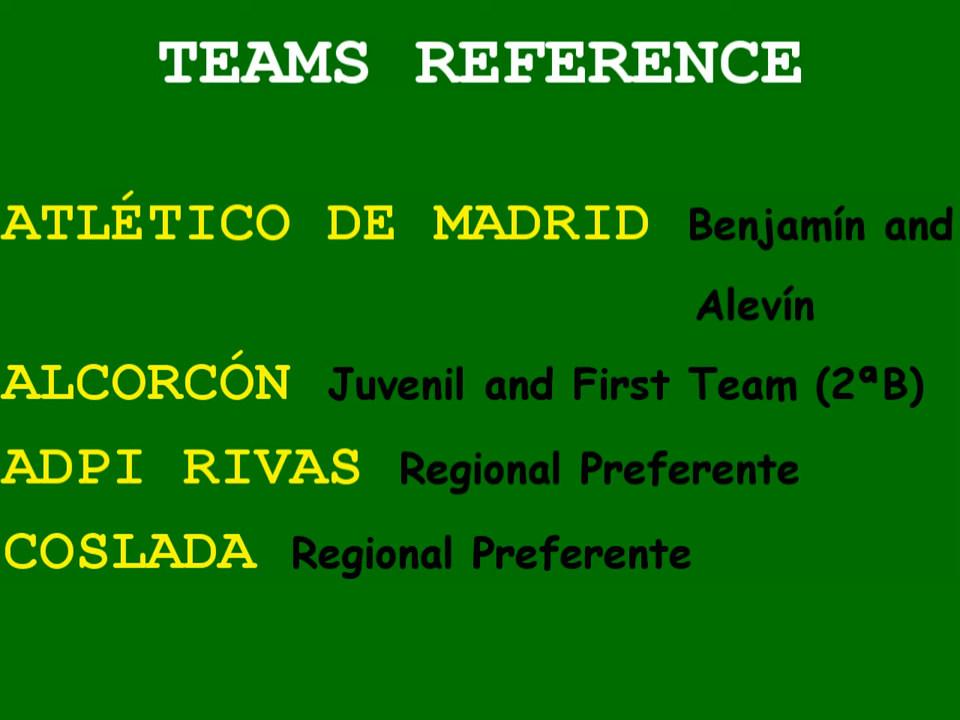 TEAMS REFERENCE
ATLÉTICO DE MADRID Benjamín and
Alevín
ALCORCÓN Juvenil and First Team (2ªB)
ADPI RIVAS Regional Preferente
COSLADA Regional Preferente